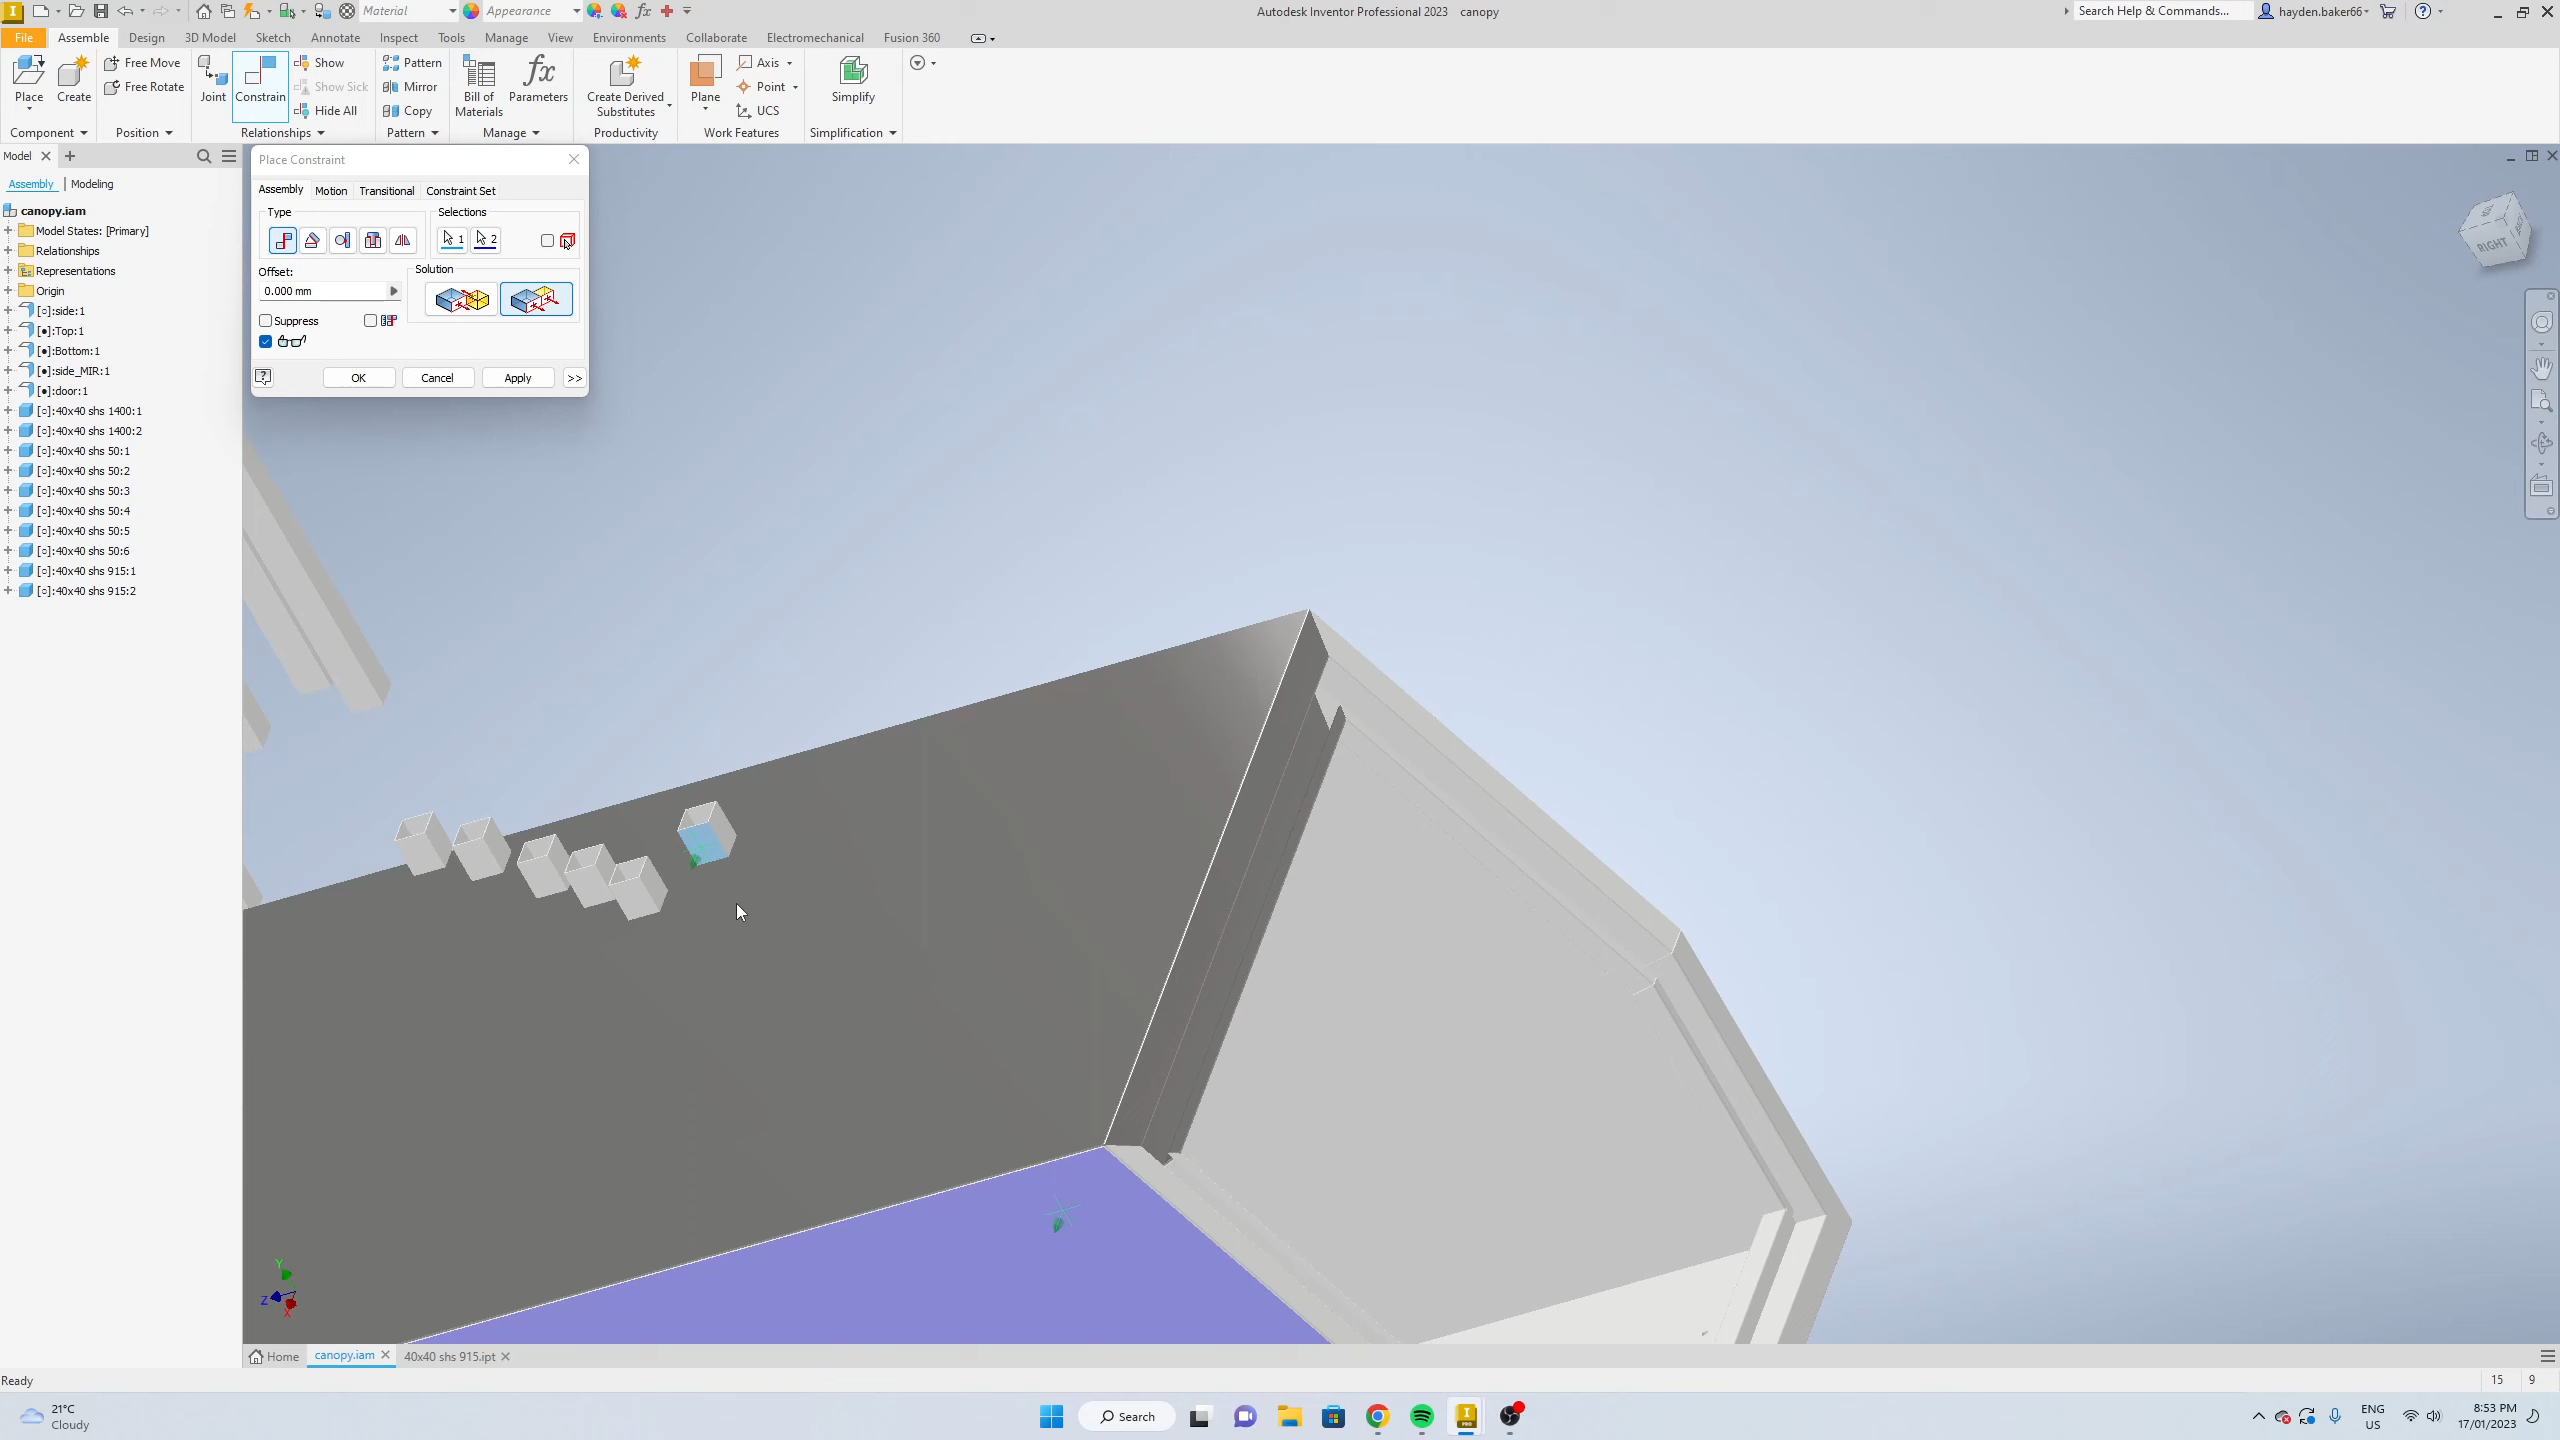 Material
Appearance
fx
Autodesk Inventor Professional 2023 canopy
Search Help & Commands...
hayden.baker66
File
Assemble
Design
3D Model
Sketch
Annotate
Inspect
Tools
Manage
View
Environments
Collaborate
Electromechanical
Fusion 360
Place
Create
Free Move
Free Rotate
Joint
Constrain
Show
Show Sick
Hide All
Pattern
Mirror
Copy
Bill of
Materials
fx
Parameters
Create Derived
Substitutes
Plane
Axis
Point
UCS
Simplify
Component
Position
Relationships
Pattern
Manage
Productivity
Work Features
Simplification
Model
Assembly | Modeling
canopy.iam
Model States: [Primary]
Relationships
Representations
Origin
[○]:side:1
[●]:Top:1
[●]:Bottom:1
[●]:side_MIR:1
[●]:door:1
[○]:40x40 shs 1400:1
[○]:40x40 shs 1400:2
[○]:40x40 shs 50:1
[○]:40x40 shs 50:2
[○]:40x40 shs 50:3
[○]:40x40 shs 50:4
[○]:40x40 shs 50:5
[○]:40x40 shs 50:6
[○]:40x40 shs 915:1
[○]:40x40 shs 915:2
Place Constraint
Assembly
Motion
Transitional
Constraint Set
Type
Selections
1
2
Offset:
0.000 mm
Solution
Suppress
OK
Cancel
Apply
>>
RIGHT
Y
Z
X
Home
canopy.iam
40x40 shs 915.ipt
Ready
15
9
21°C
Cloudy
Search
PRO
ENG
US
8:53 PM
17/01/2023